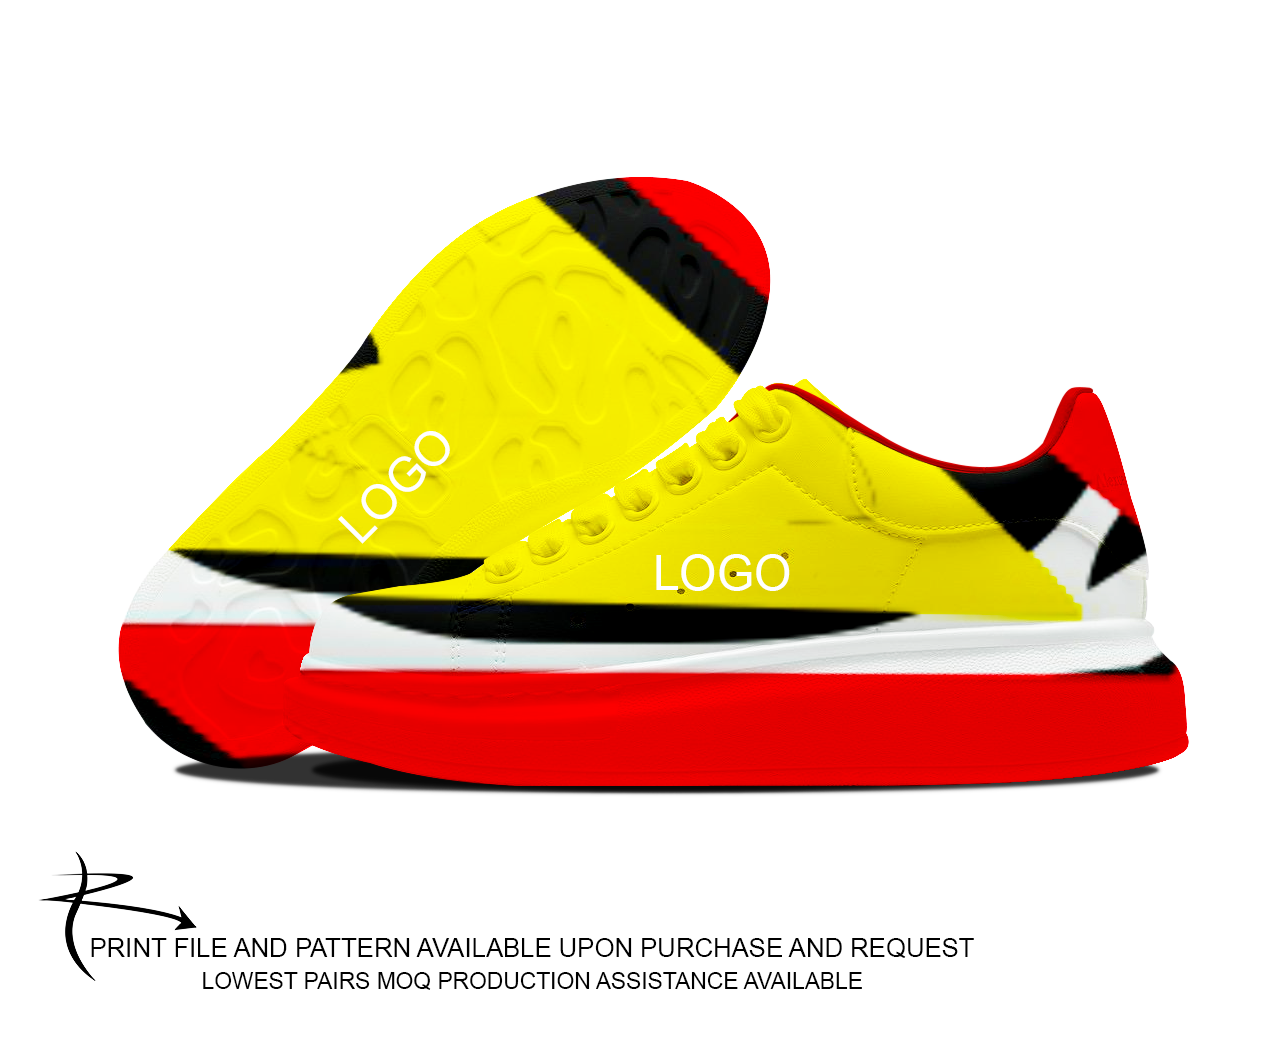 LOGO
LOGO
PRINT FILE AND PATTERN AVAILABLE UPON PURCHASE AND REQUEST
LOWEST PAIRS MOQ PRODUCTION ASSISTANCE AVAILABLE